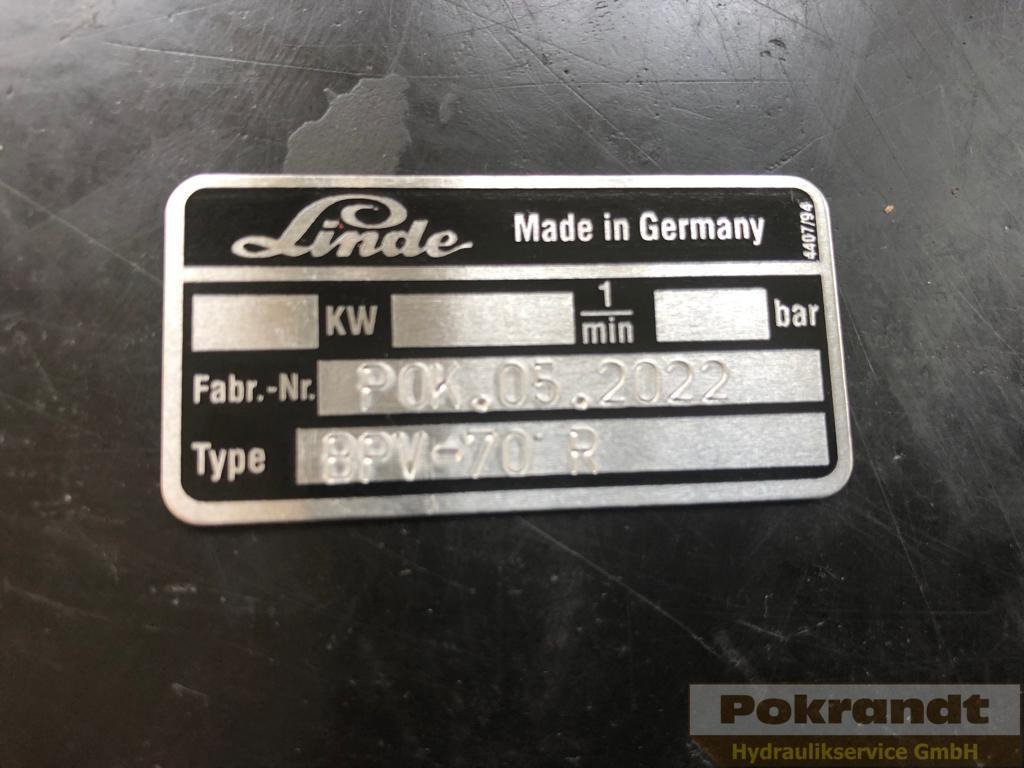 Linde Made in Germany
4407/94
KW 1/min bar
Fabr.-Nr. POK.05.2022
Type BPV-70 R
Pokrandt
Hydraulikservice GmbH